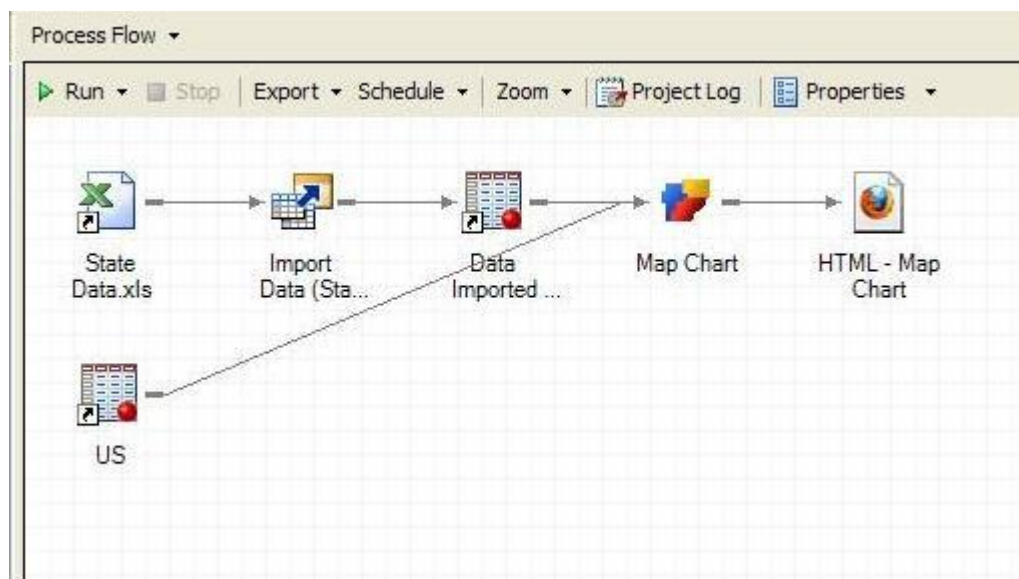 Process Flow
Run Stop Export Schedule Zoom Project Log Properties
State
Data.xls
Import
Data (Sta...
Data
Imported ...
Map Chart
HTML - Map
Chart
US